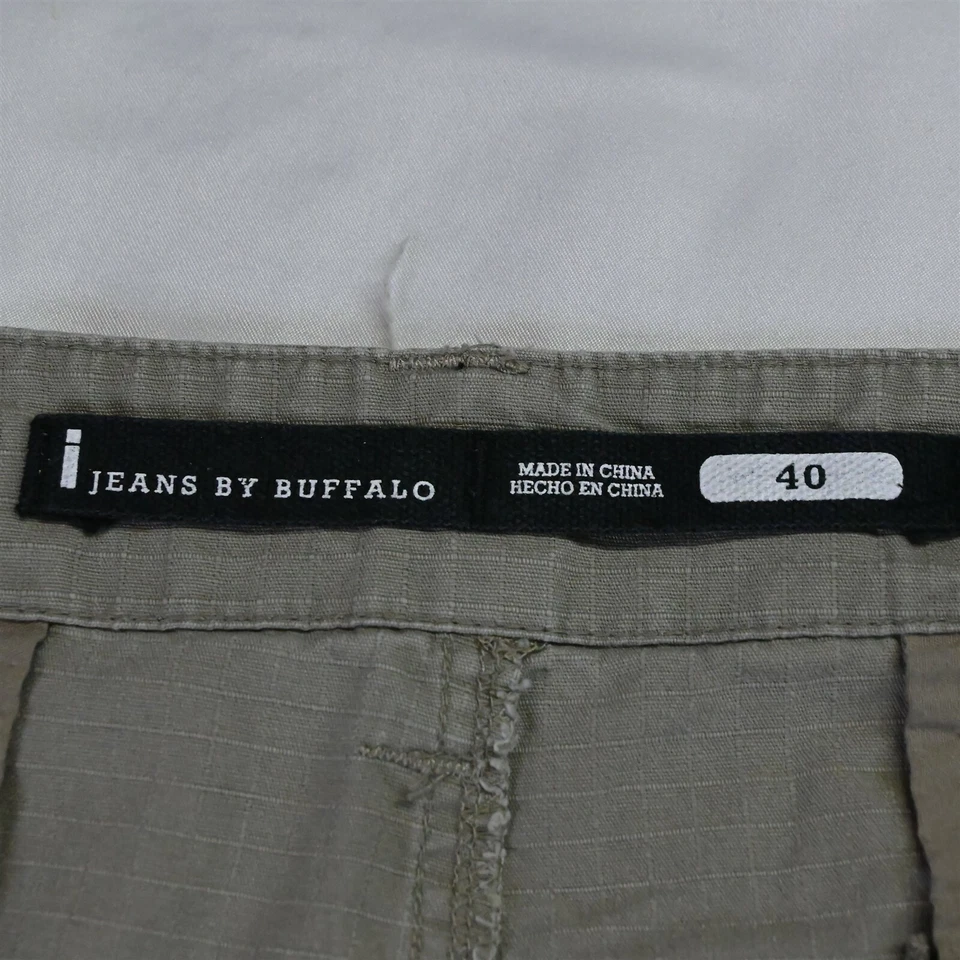 i JEANS BY BUFFALO
MADE IN CHINA
HECHO EN CHINA
40